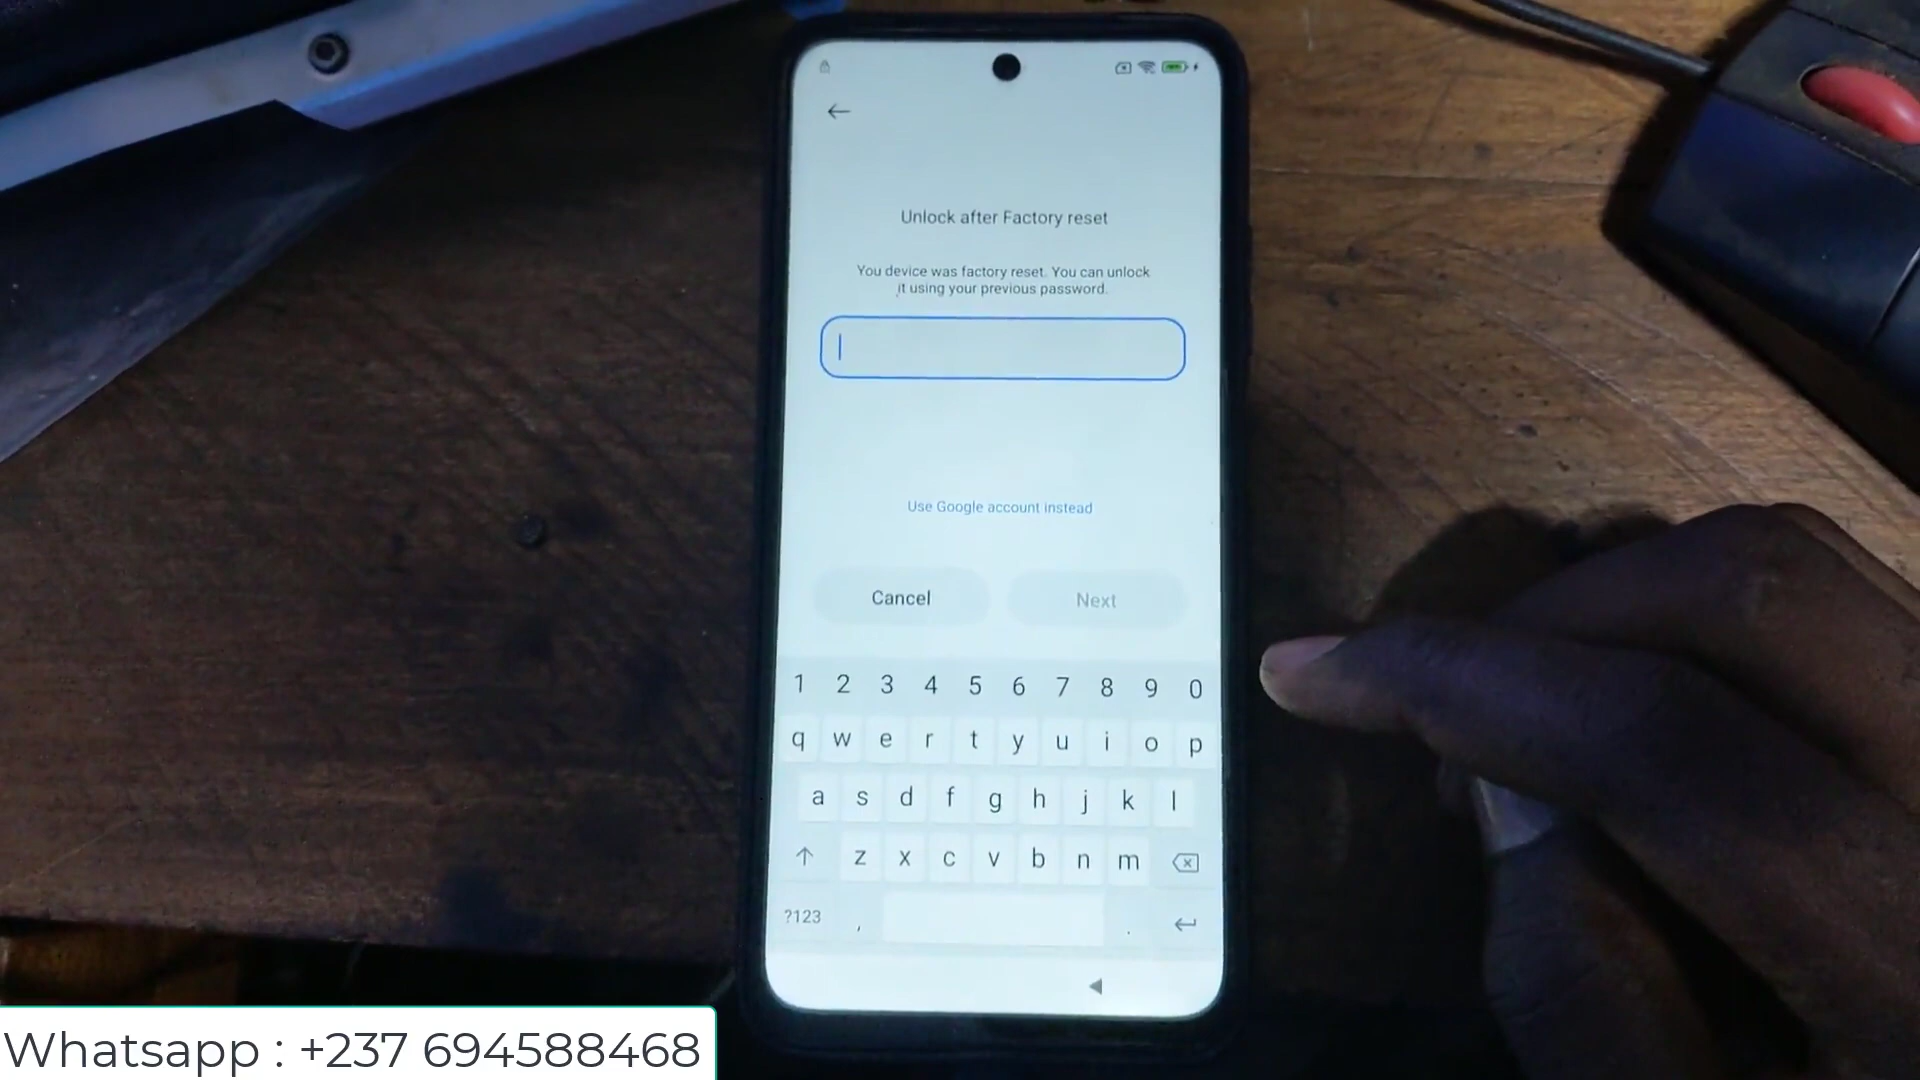 Unlock after Factory reset
You device was factory reset. You can unlock
it using your previous password.
Use Google account instead
Cancel Next
1 2 3 4 5 6 7 8 9 0
q w e r t y u i o p
a s d f g h j k l
z x c v b n m
?123 , .
Whatsapp : +237 694588468